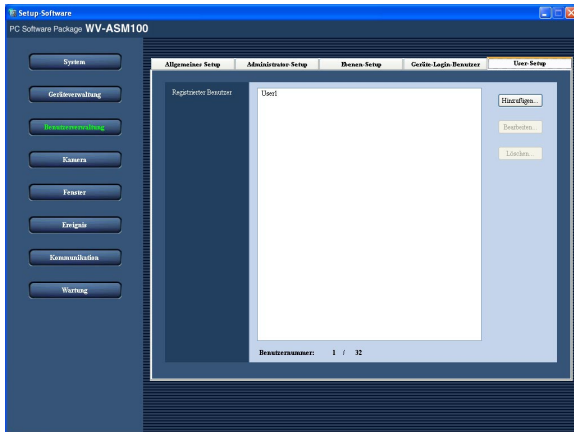 Setup-Software
PC Software Package WV-ASM100
System
Geräteverwaltung
Benutzerverwaltung
Kamera
Fenster
Ereignis
Kommunikation
Wartung
Allgemeines Setup
Administrator-Setup
Ebenen-Setup
Geräte-Login-Benutzer
User-Setup
Registrierter Benutzer
User1
Hinzufügen...
Bearbeiten...
Löschen...
Benutzernummer: 1 / 32